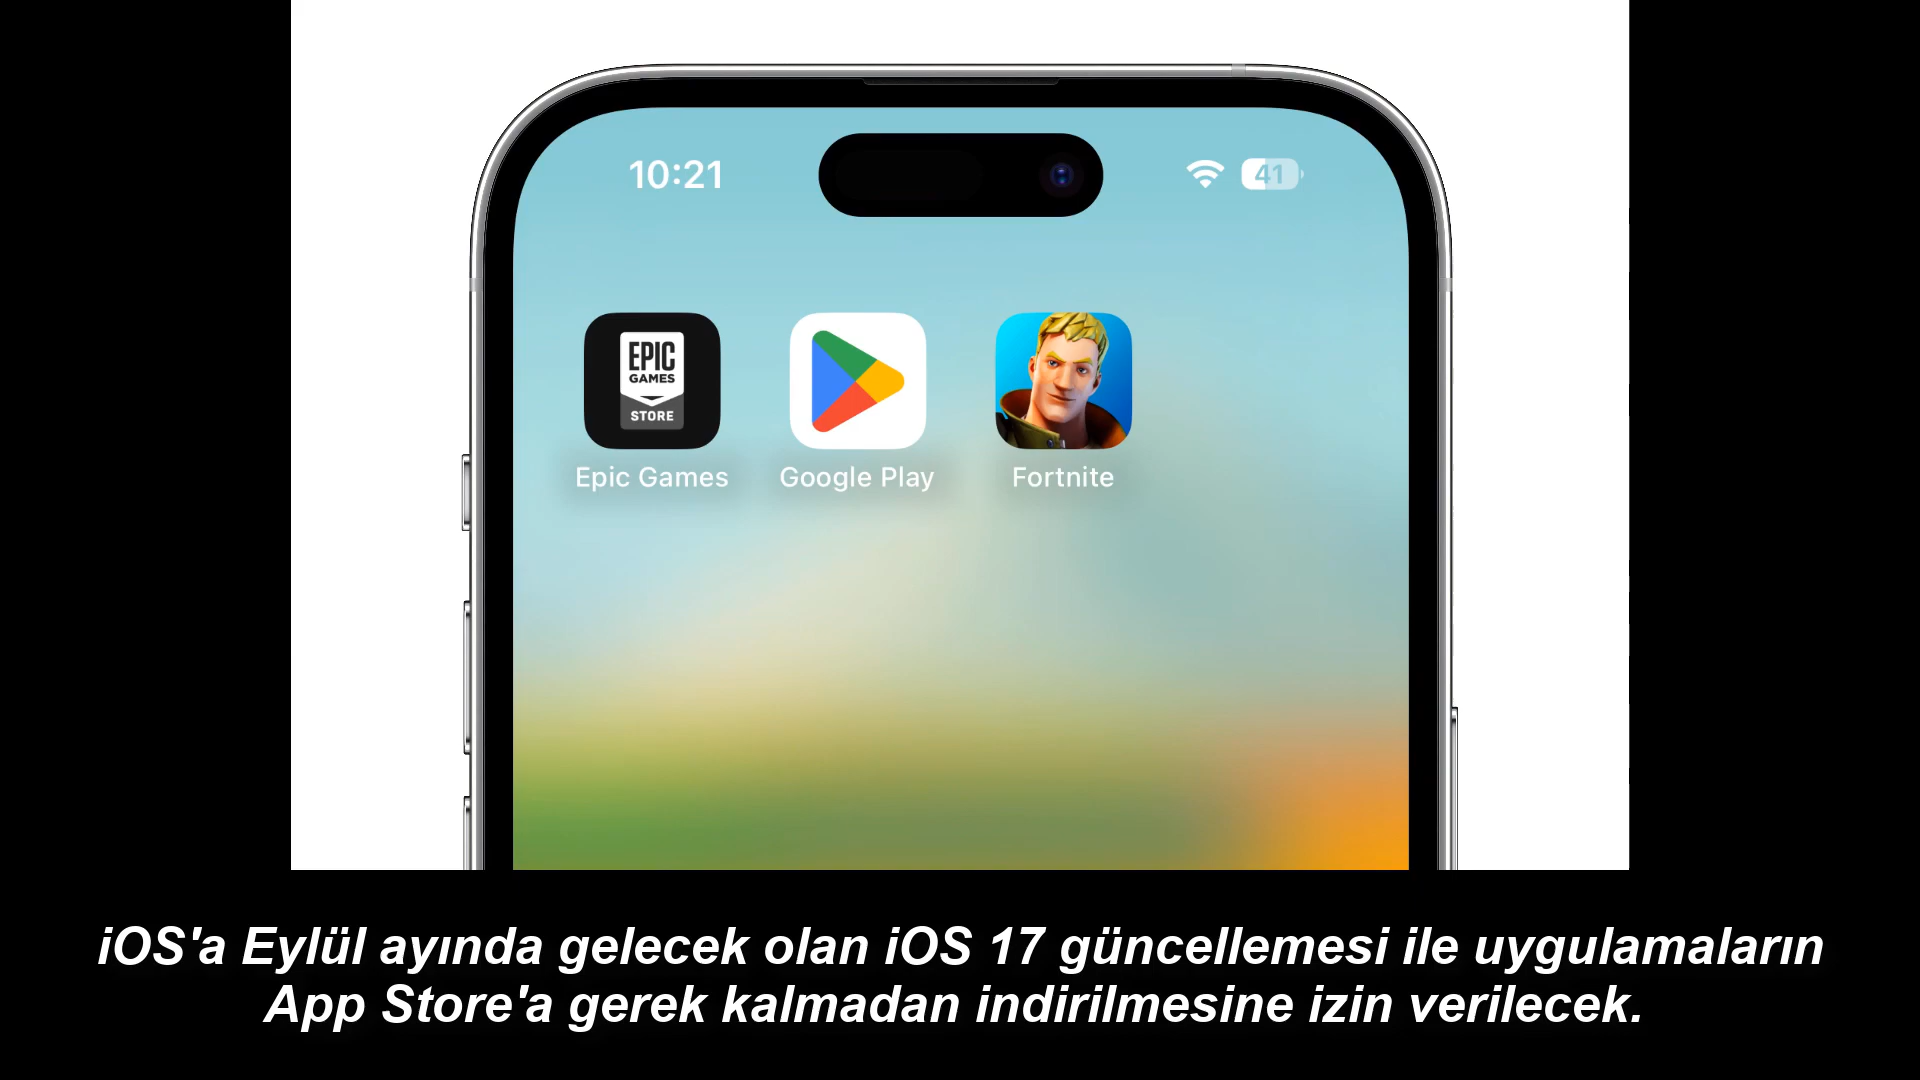 10:21
41
EPIC
GAMES
STORE
Epic Games
Google Play
Fortnite
iOS'a Eylül ayında gelecek olan iOS 17 güncellemesi ile uygulamaların
App Store'a gerek kalmadan indirilmesine izin verilecek.